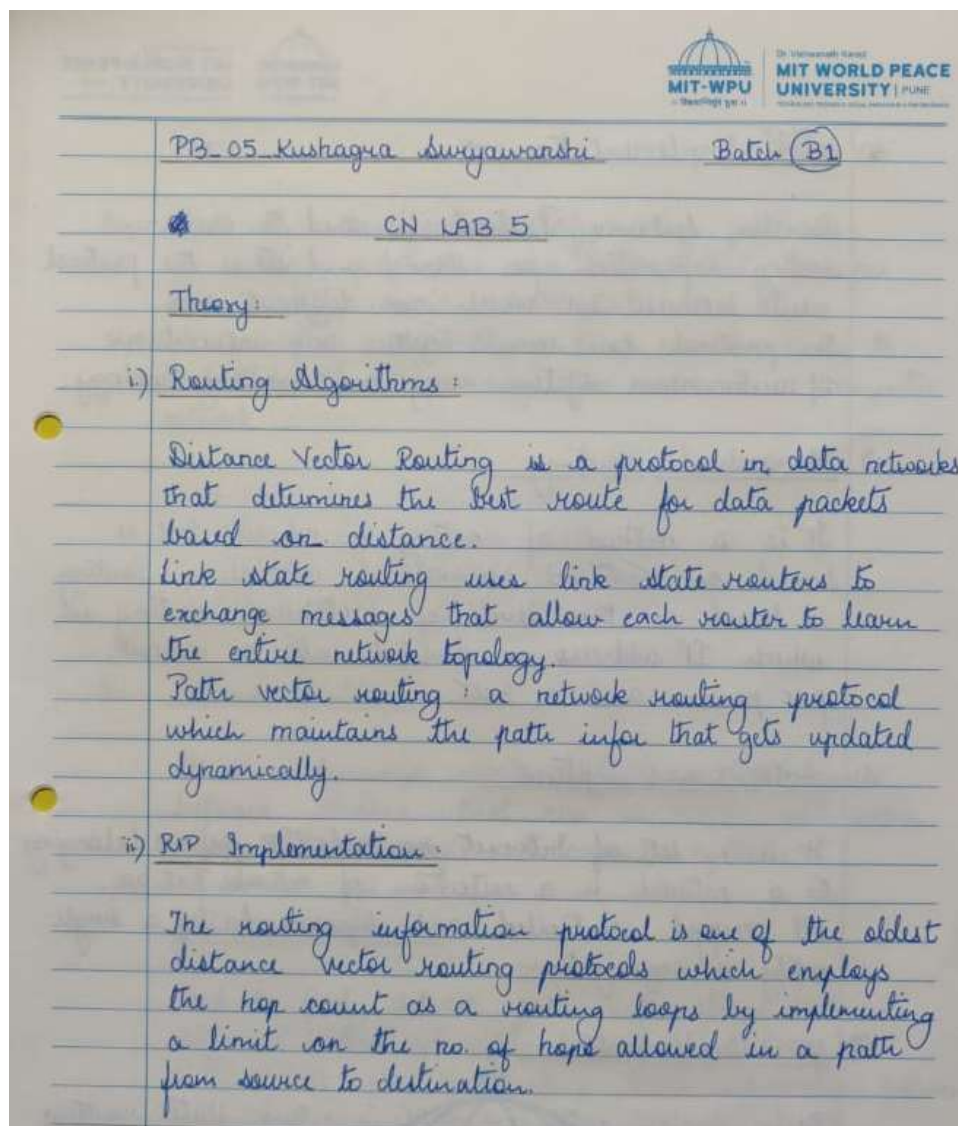 Dr. Vishwanath Karad
MIT WORLD PEACE
UNIVERSITY | PUNE
MIT-WPU
PB_05_Kushagra Suryawanshi Batch B1
CN LAB 5
Theory:
i.) Routing Algorithms :
Distance Vector Routing is a protocol in data networks
that determines the best route for data packets
based on distance.
Link state routing uses link state routers to
exchange messages that allow each router to learn
the entire network topology.
Path vector routing : a network routing protocol
which maintains the path infor that gets updated
dynamically.
ii) RIP Implementation.
The routing information protocol is one of the oldest
distance vector routing protocols which employs
the hop count as a routing loops by implementing
a limit on the no. of hops allowed in a path
from source to destination.